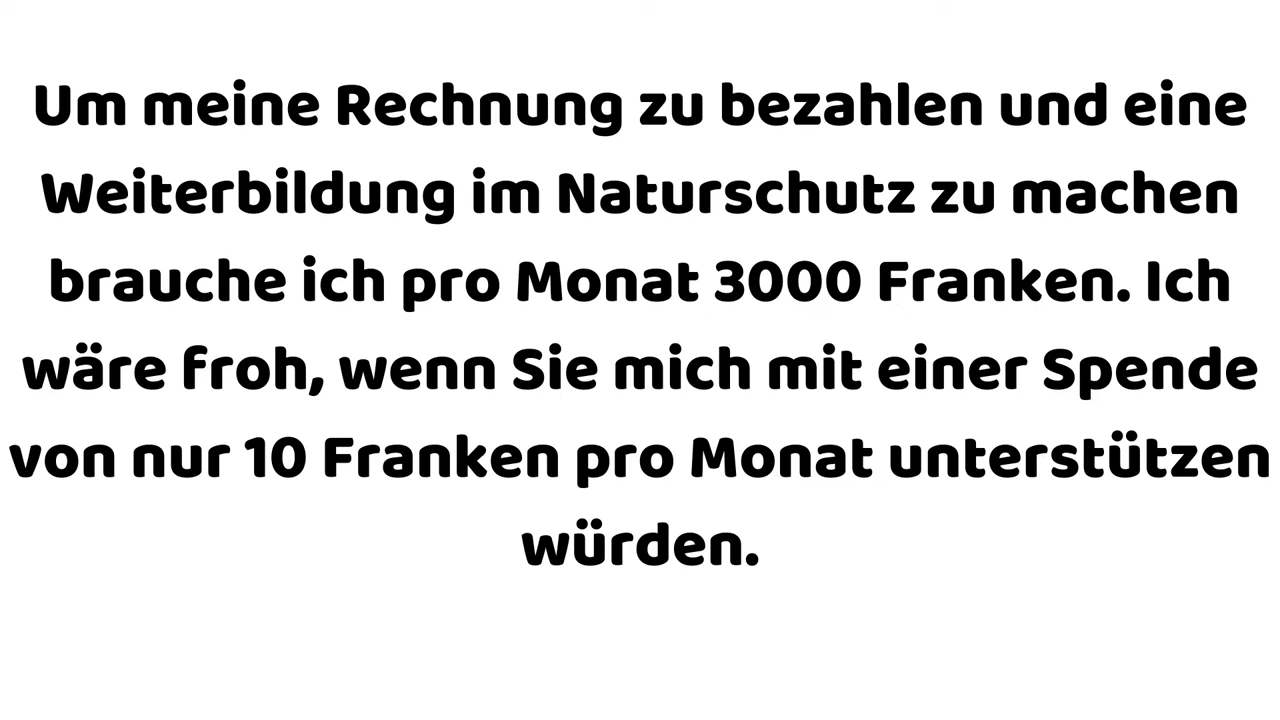 Um meine Rechnung zu bezahlen und eine
Weiterbildung im Naturschutz zu machen
brauche ich pro Monat 3000 Franken. Ich
wäre froh, wenn Sie mich mit einer Spende
von nur 10 Franken pro Monat unterstützen
würden.